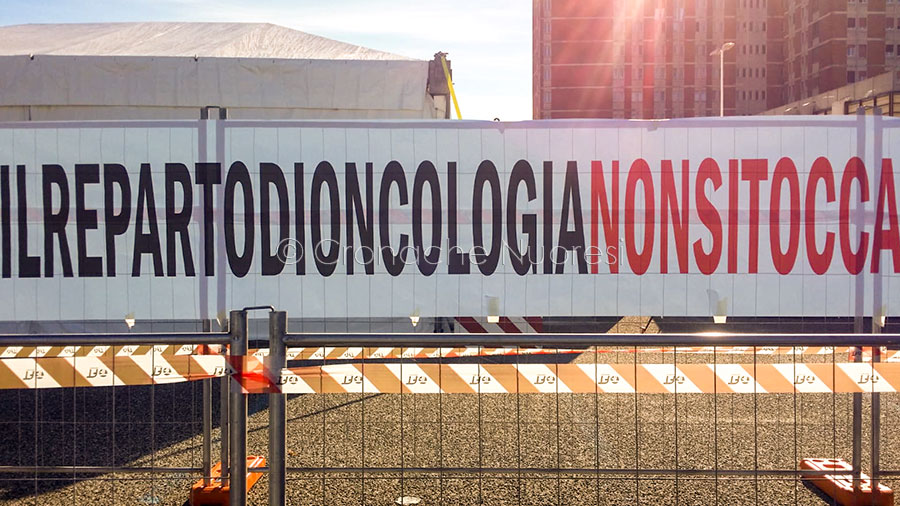 ILREPARTODIONCOLOGIANONSITOCCA
© Cronache Nuoresi